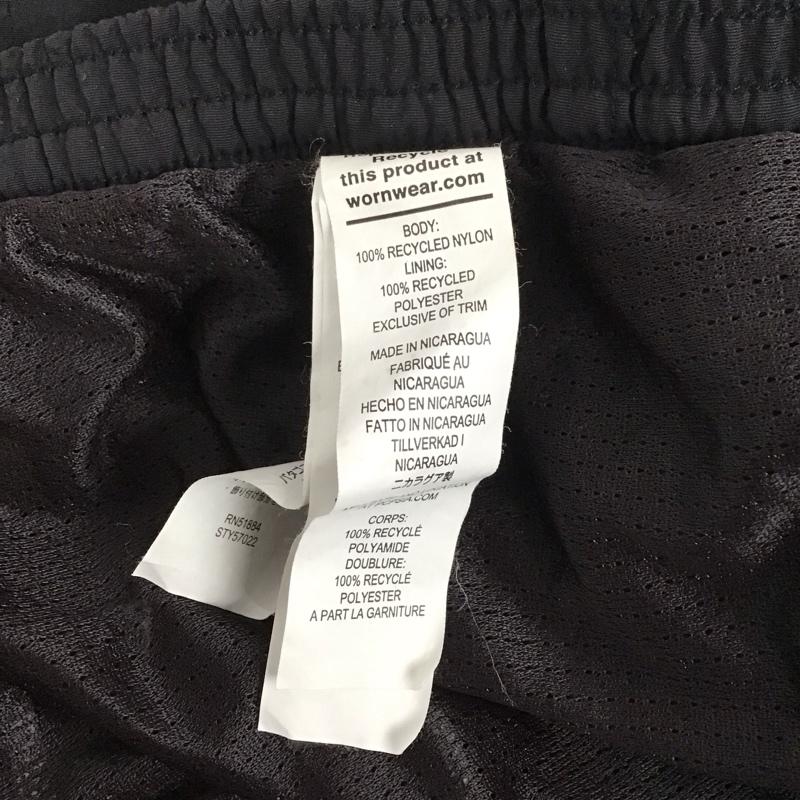 Recycle
this product at
wornwear.com
BODY:
100% RECYCLED NYLON
LINING:
100% RECYCLED
POLYESTER
EXCLUSIVE OF TRIM
MADE IN NICARAGUA
FABRIQUÉ AU
NICARAGUA
HECHO EN NICARAGUA
FATTO IN NICARAGUA
TILLVERKAD I
NICARAGUA
ニカラグア製
CORPS:
100% RECYCLÉ
POLYAMIDE
DOUBLURE:
100% RECYCLÉ
POLYESTER
A PART LA GARNITURE
RN51884
STY57022